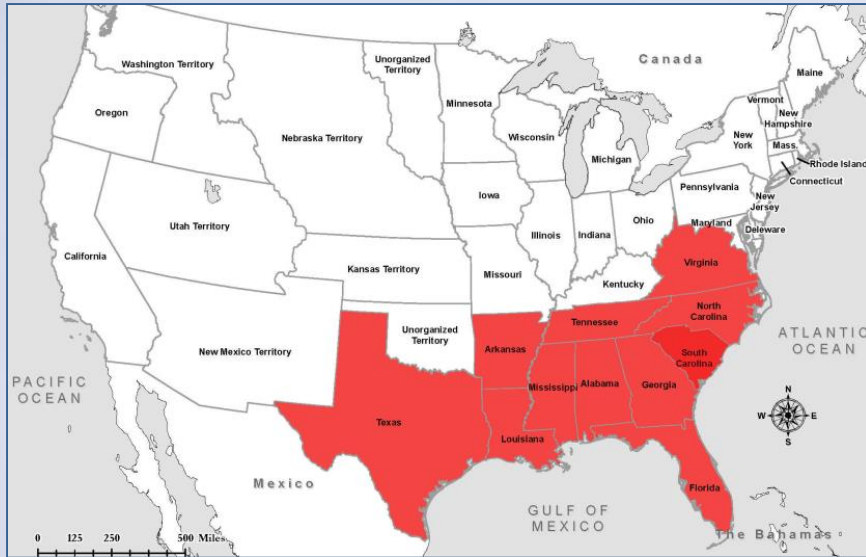 Canada
Washington Territory
Unorganized
Territory
Maine
Oregon
Minnesota
Vermont
New
Hampshire
Nebraska Territory
Wisconsin
New
York
Mass.
Michigan
Rhode Island
Connecticut
Iowa
Pennsylvania
New
Jersey
Utah Territory
Ohio
Maryland
Deleware
Illinois
Indiana
California
Kansas Territory
Missouri
Virginia
Kentucky
North
Carolina
Tennessee
New Mexico Territory
Unorganized
Territory
Arkansas
South
Carolina
ATLANTIC
OCEAN
PACIFIC
OCEAN
Mississippi
Alabama
Georgia
N
W
E
S
Texas
Louisiana
Mexico
Florida
GULF OF
MEXICO
The Bahamas
0 125 250 500 Miles